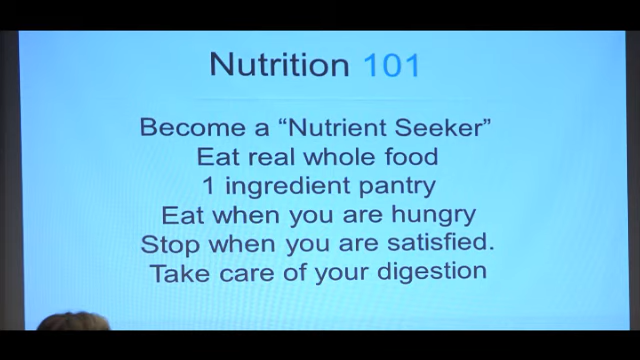 Nutrition 101
Become a “Nutrient Seeker”
Eat real whole food
1 ingredient pantry
Eat when you are hungry
Stop when you are satisfied.
Take care of your digestion